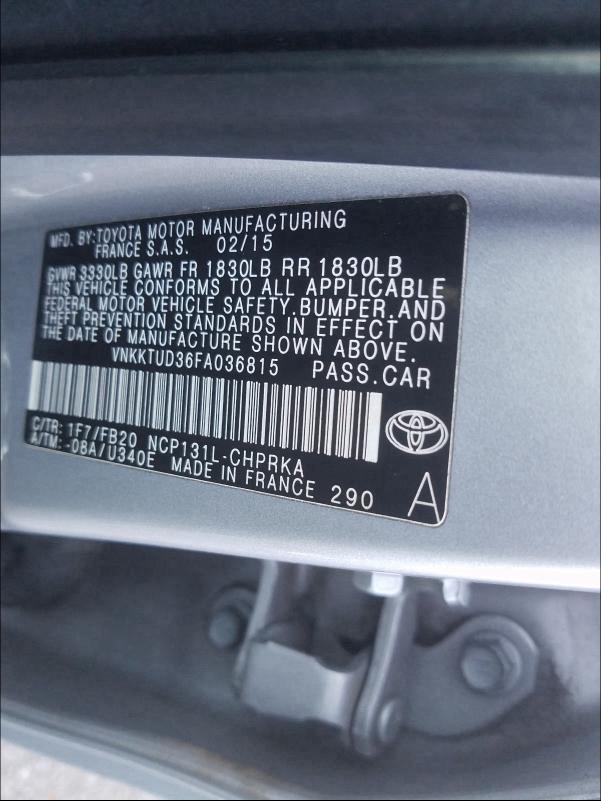 MFD. BY:TOYOTA MOTOR MANUFACTURING
FRANCE S.A.S. 02/15
GVWR 3330LB GAWR FR 1830LB RR 1830LB
THIS VEHICLE CONFORMS TO ALL APPLICABLE
FEDERAL MOTOR VEHICLE SAFETY,BUMPER,AND
THEFT PREVENTION STANDARDS IN EFFECT ON
THE DATE OF MANUFACTURE SHOWN ABOVE.
VNKKTUD36FA036815 PASS.CAR
C/TR: 1F7/FB20 NCP131L-CHPRKA
A/TM: -08A/U340E MADE IN FRANCE 290 A